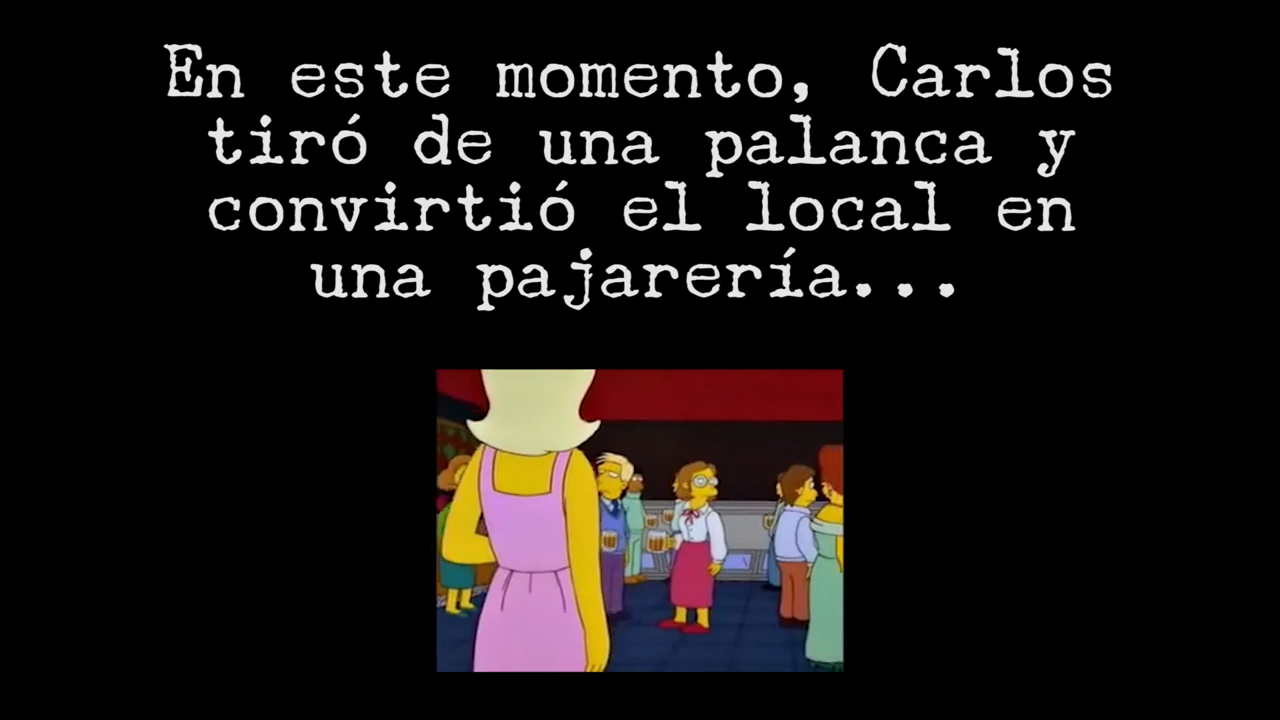 En este momento, Carlos
tiró de una palanca y
convirtió el local en
una pajarería...